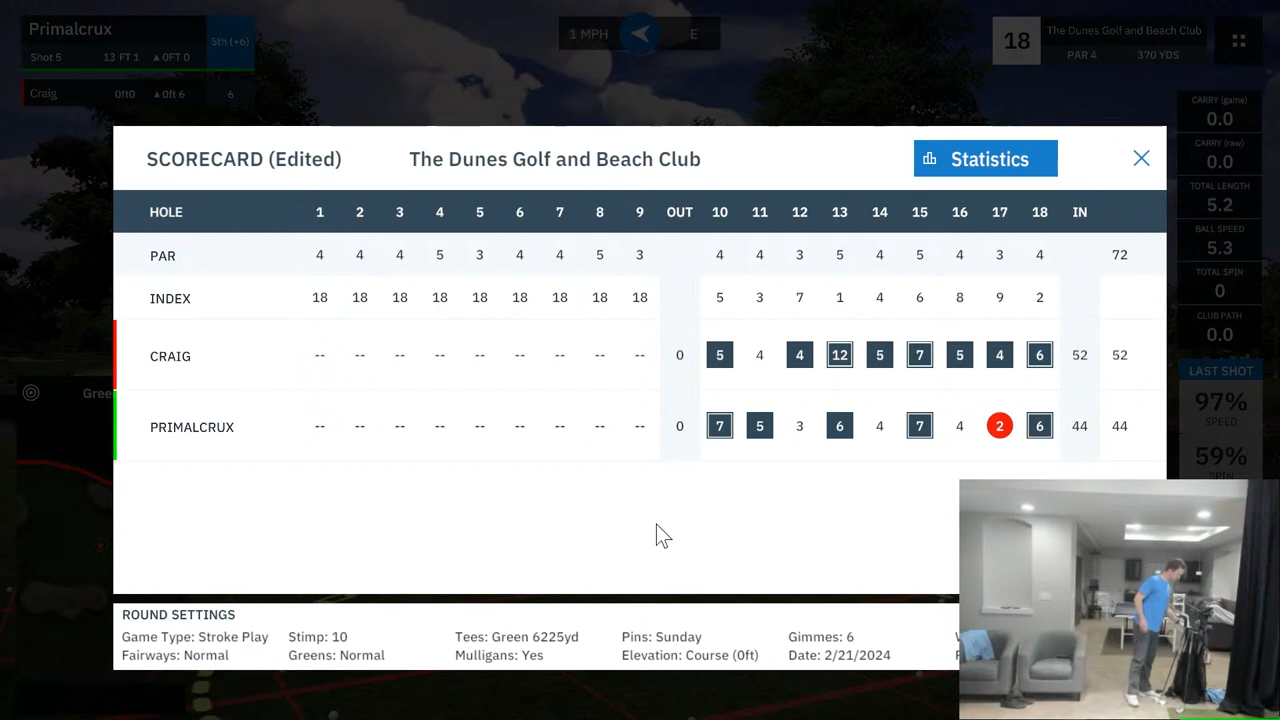 Primalcrux
Sth (+6)
Shot 5 13 FT 1 ▲0FT 0
Craig 0ft0 ▲0ft 6 6
1 MPH E
18 The Dunes Golf and Beach Club
PAR 4 370 YDS
SCORECARD (Edited) The Dunes Golf and Beach Club Statistics
HOLE 1 2 3 4 5 6 7 8 9 OUT 10 11 12 13 14 15 16 17 18 IN
PAR 4 4 4 5 3 4 4 5 3 4 4 3 5 4 5 4 3 4 72
INDEX 18 18 18 18 18 18 18 18 18 5 3 7 1 4 6 8 9 2
CRAIG -- -- -- -- -- -- -- -- -- 0 5 4 4 12 5 7 5 4 6 52 52
PRIMALCRUX -- -- -- -- -- -- -- -- -- 0 7 5 3 6 4 7 4 2 6 44 44
ROUND SETTINGS
Game Type: Stroke Play Stimp: 10 Tees: Green 6225yd Pins: Sunday Gimmes: 6
Fairways: Normal Greens: Normal Mulligans: Yes Elevation: Course (0ft) Date: 2/21/2024
CARRY (game)
0.0
CARRY (raw)
0.0
TOTAL LENGTH
5.2
BALL SPEED
5.3
TOTAL SPIN
0
CLUB PATH
0.0
LAST SHOT
97%
SPEED
59%
SPIN
Gree